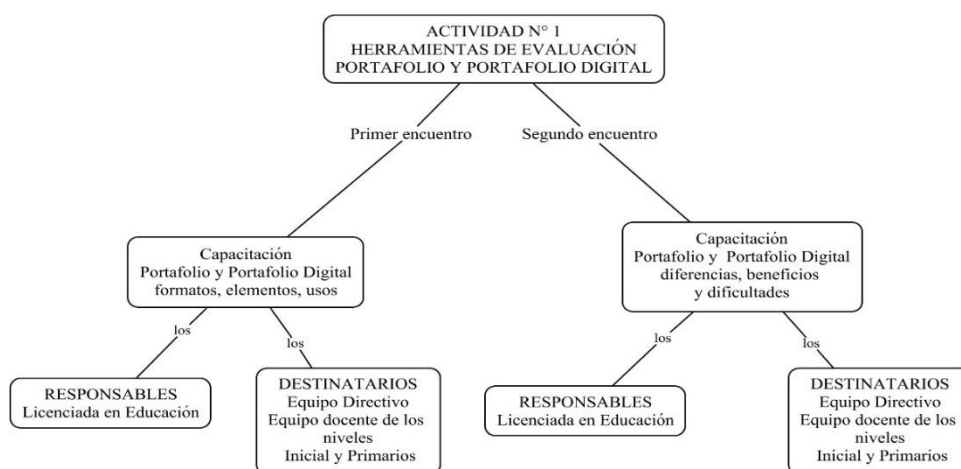 ACTIVIDAD N° 1
HERRAMIENTAS DE EVALUACIÓN
PORTAFOLIO Y PORTAFOLIO DIGITAL
Primer encuentro
Segundo encuentro
Capacitación
Portafolio y Portafolio Digital
formatos, elementos, usos
Capacitación
Portafolio y Portafolio Digital
diferencias, beneficios
y dificultades
los
los
los
los
RESPONSABLES
Licenciada en Educación
DESTINATARIOS
Equipo Directivo
Equipo docente de los
niveles
Inicial y Primarios
RESPONSABLES
Licenciada en Educación
DESTINATARIOS
Equipo Directivo
Equipo docente de los
niveles
Inicial y Primarios